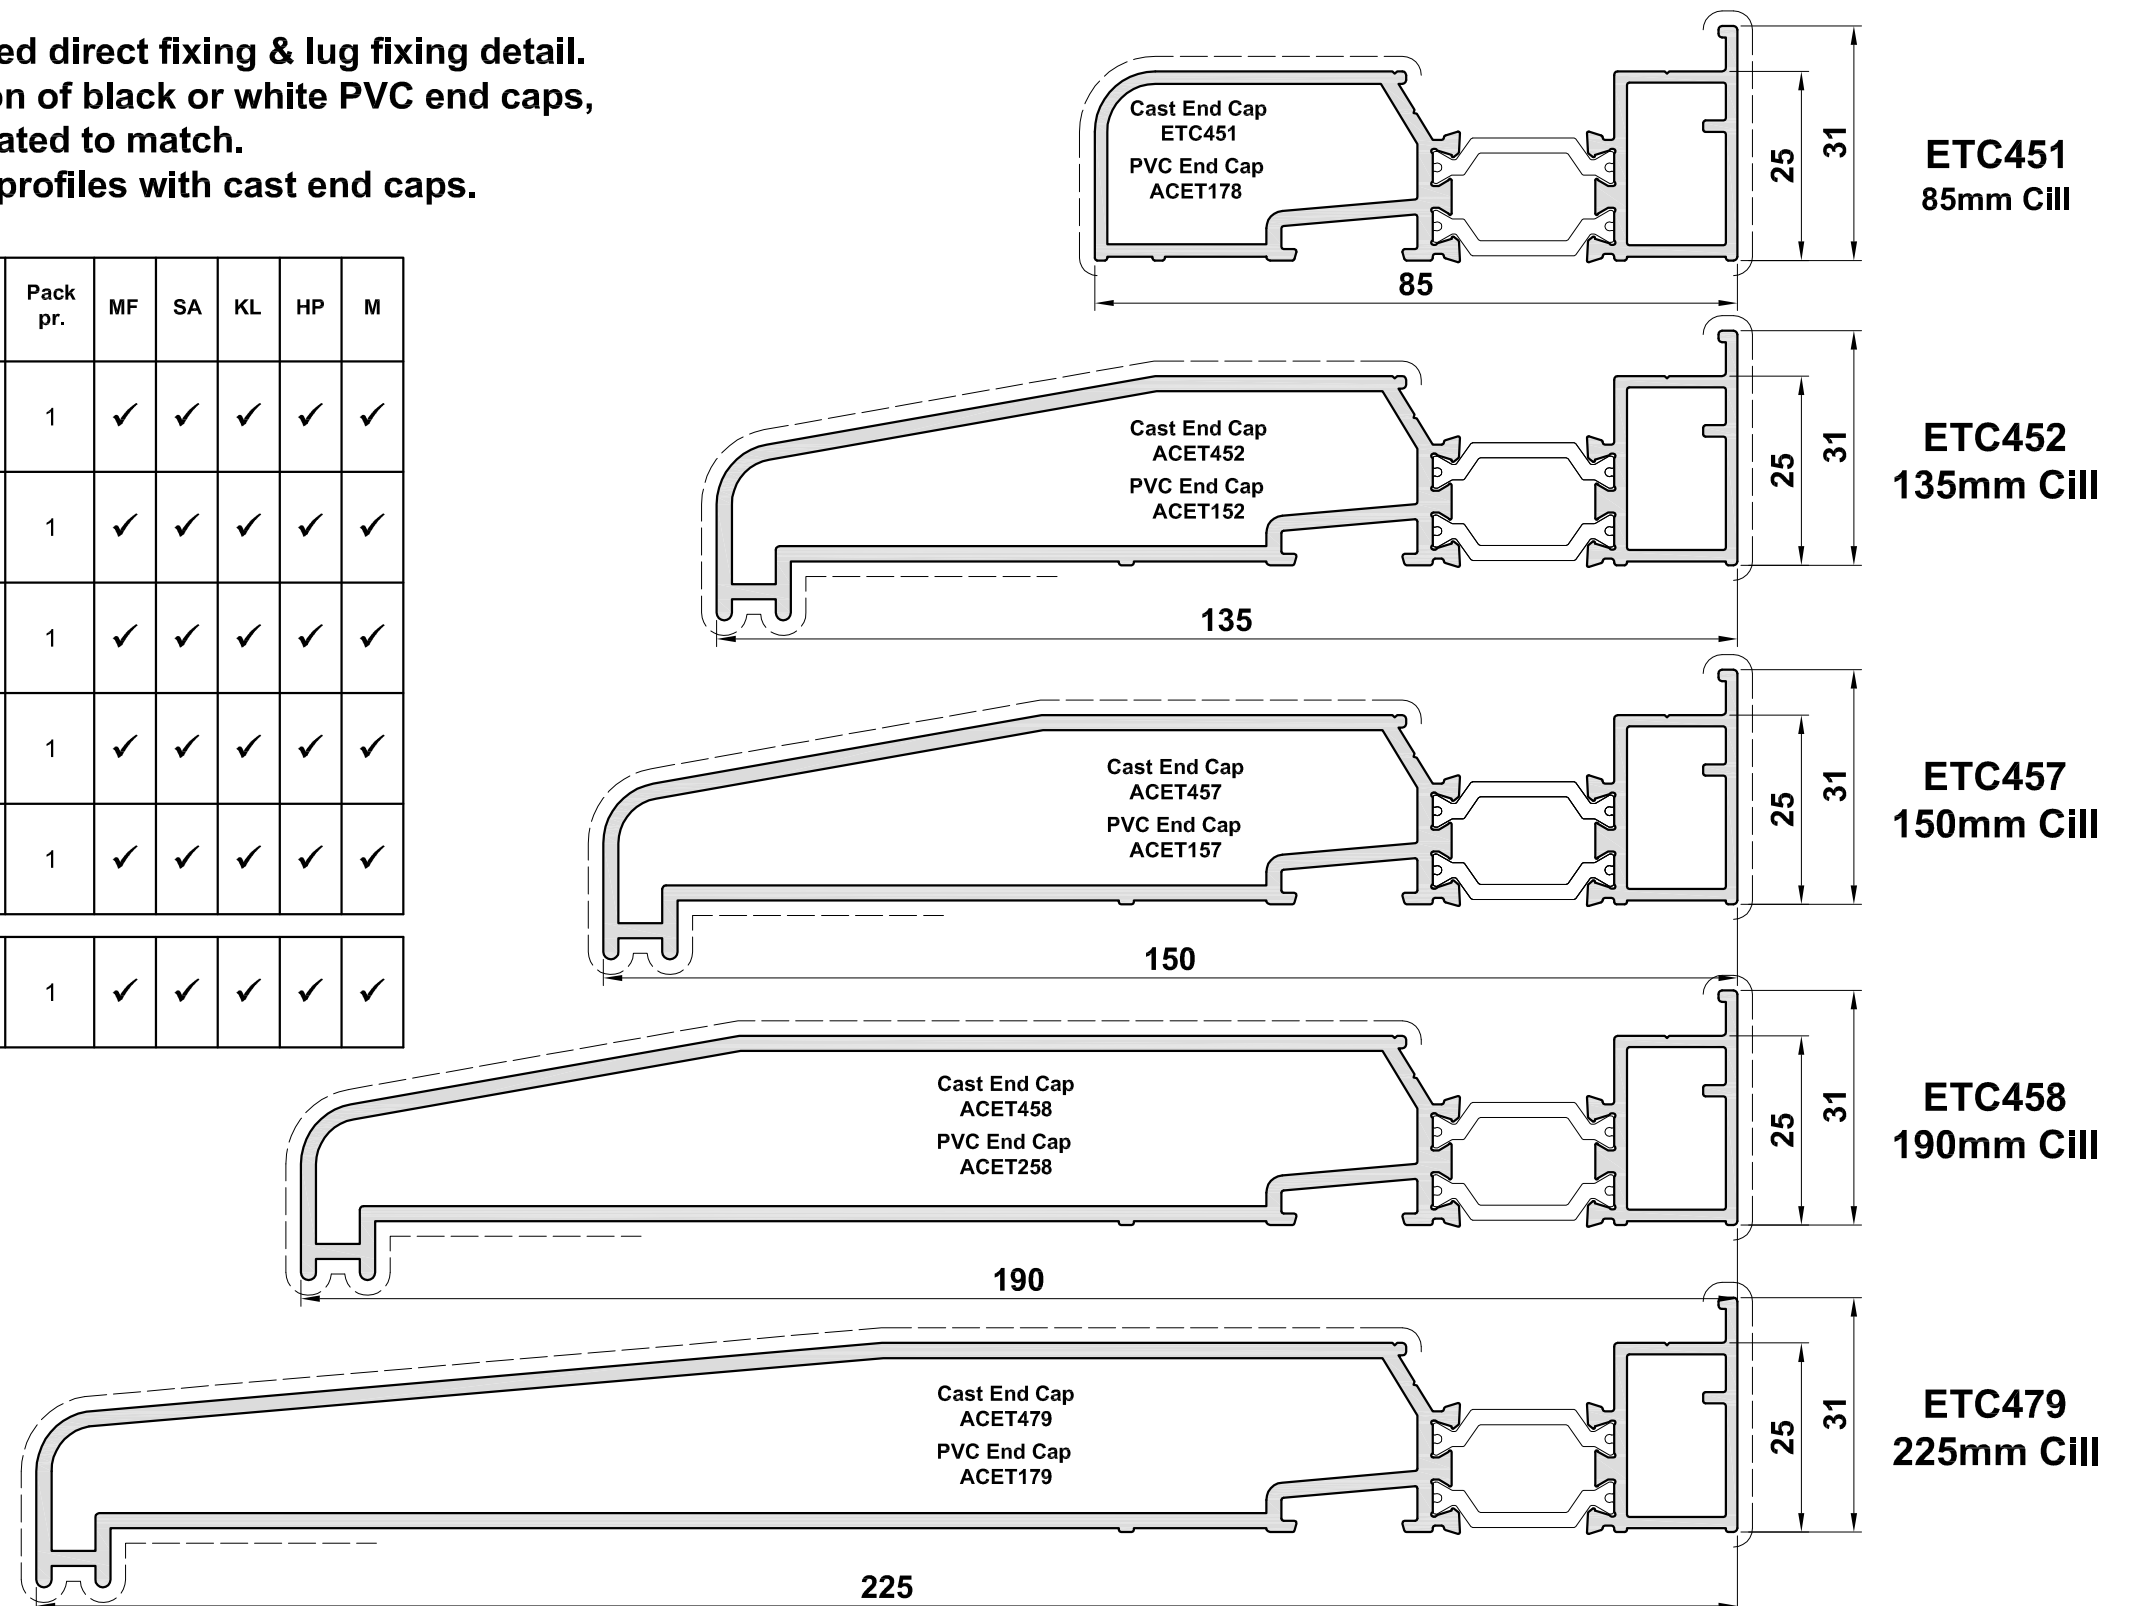 ed direct fixing & lug fixing detail.
on of black or white PVC end caps,
ated to match.
profiles with cast end caps.
Pack pr. MF SA KL HP M
1 ✓ ✓ ✓ ✓ ✓
1 ✓ ✓ ✓ ✓ ✓
1 ✓ ✓ ✓ ✓ ✓
1 ✓ ✓ ✓ ✓ ✓
1 ✓ ✓ ✓ ✓ ✓
1 ✓ ✓ ✓ ✓ ✓
Cast End Cap
ETC451
PVC End Cap
ACET178
25
31
85
ETC451
85mm Cill
Cast End Cap
ACET452
PVC End Cap
ACET152
25
31
135
ETC452
135mm Cill
Cast End Cap
ACET457
PVC End Cap
ACET157
25
31
150
ETC457
150mm Cill
Cast End Cap
ACET458
PVC End Cap
ACET258
25
31
190
ETC458
190mm Cill
Cast End Cap
ACET479
PVC End Cap
ACET179
25
31
225
ETC479
225mm Cill